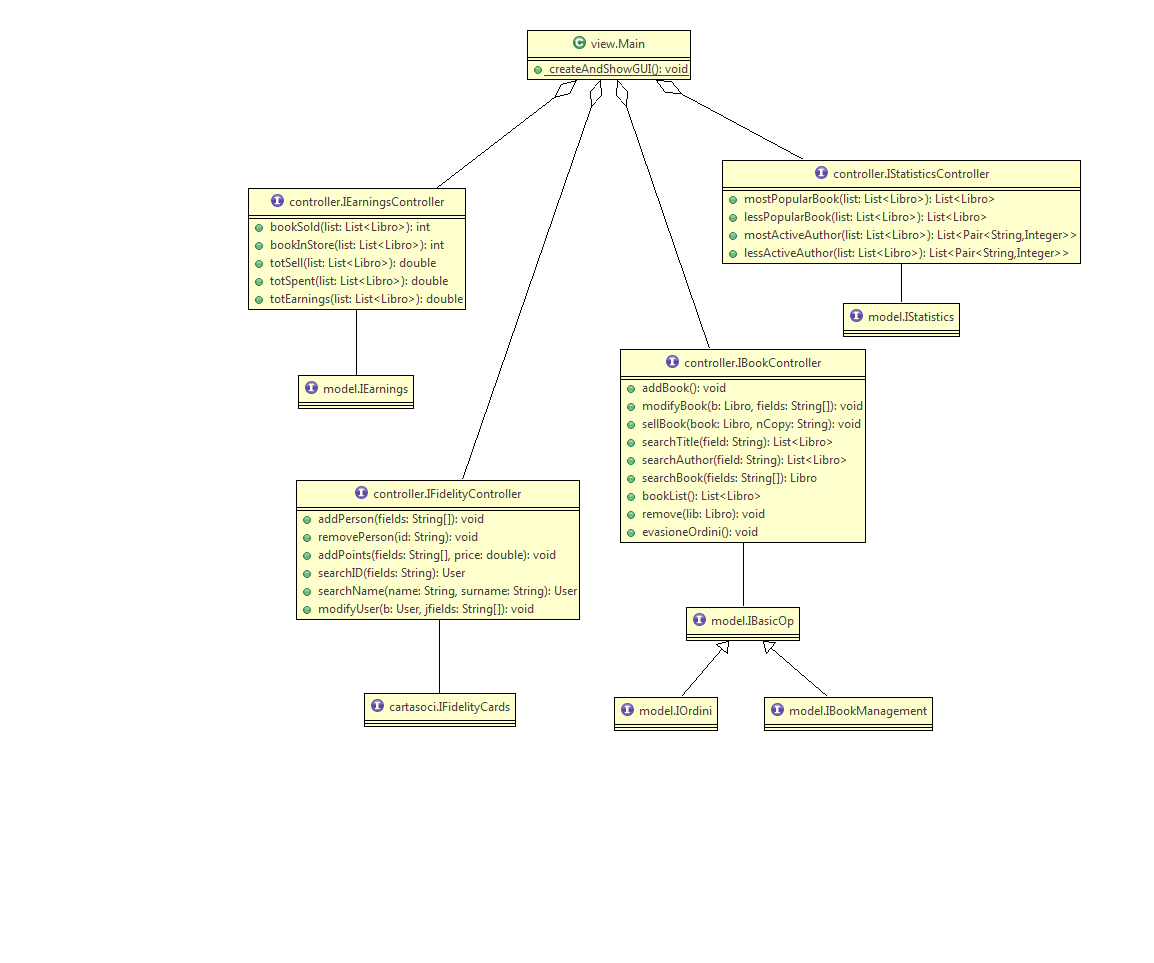 view.Main
createAndShowGUI(): void
controller.IEarningsController
bookSold(list: List<Libro>): int
bookInStore(list: List<Libro>): int
totSell(list: List<Libro>): double
totSpent(list: List<Libro>): double
totEarnings(list: List<Libro>): double
model.IEarnings
controller.IStatisticsController
mostPopularBook(list: List<Libro>): List<Libro>
lessPopularBook(list: List<Libro>): List<Libro>
mostActiveAuthor(list: List<Libro>): List<Pair<String,Integer>>
lessActiveAuthor(list: List<Libro>): List<Pair<String,Integer>>
model.IStatistics
controller.IBookController
addBook(): void
modifyBook(b: Libro, fields: String[]): void
sellBook(book: Libro, nCopy: String): void
searchTitle(field: String): List<Libro>
searchAuthor(field: String): List<Libro>
searchBook(fields: String[]): Libro
bookList(): List<Libro>
remove(lib: Libro): void
evasioneOrdini(): void
controller.IFidelityController
addPerson(fields: String[]): void
removePerson(id: String): void
addPoints(fields: String[], price: double): void
searchID(fields: String): User
searchName(name: String, surname: String): User
modifyUser(b: User, jfields: String[]): void
cartasoci.IFidelityCards
model.IBasicOp
model.IOrdini
model.IBookManagement